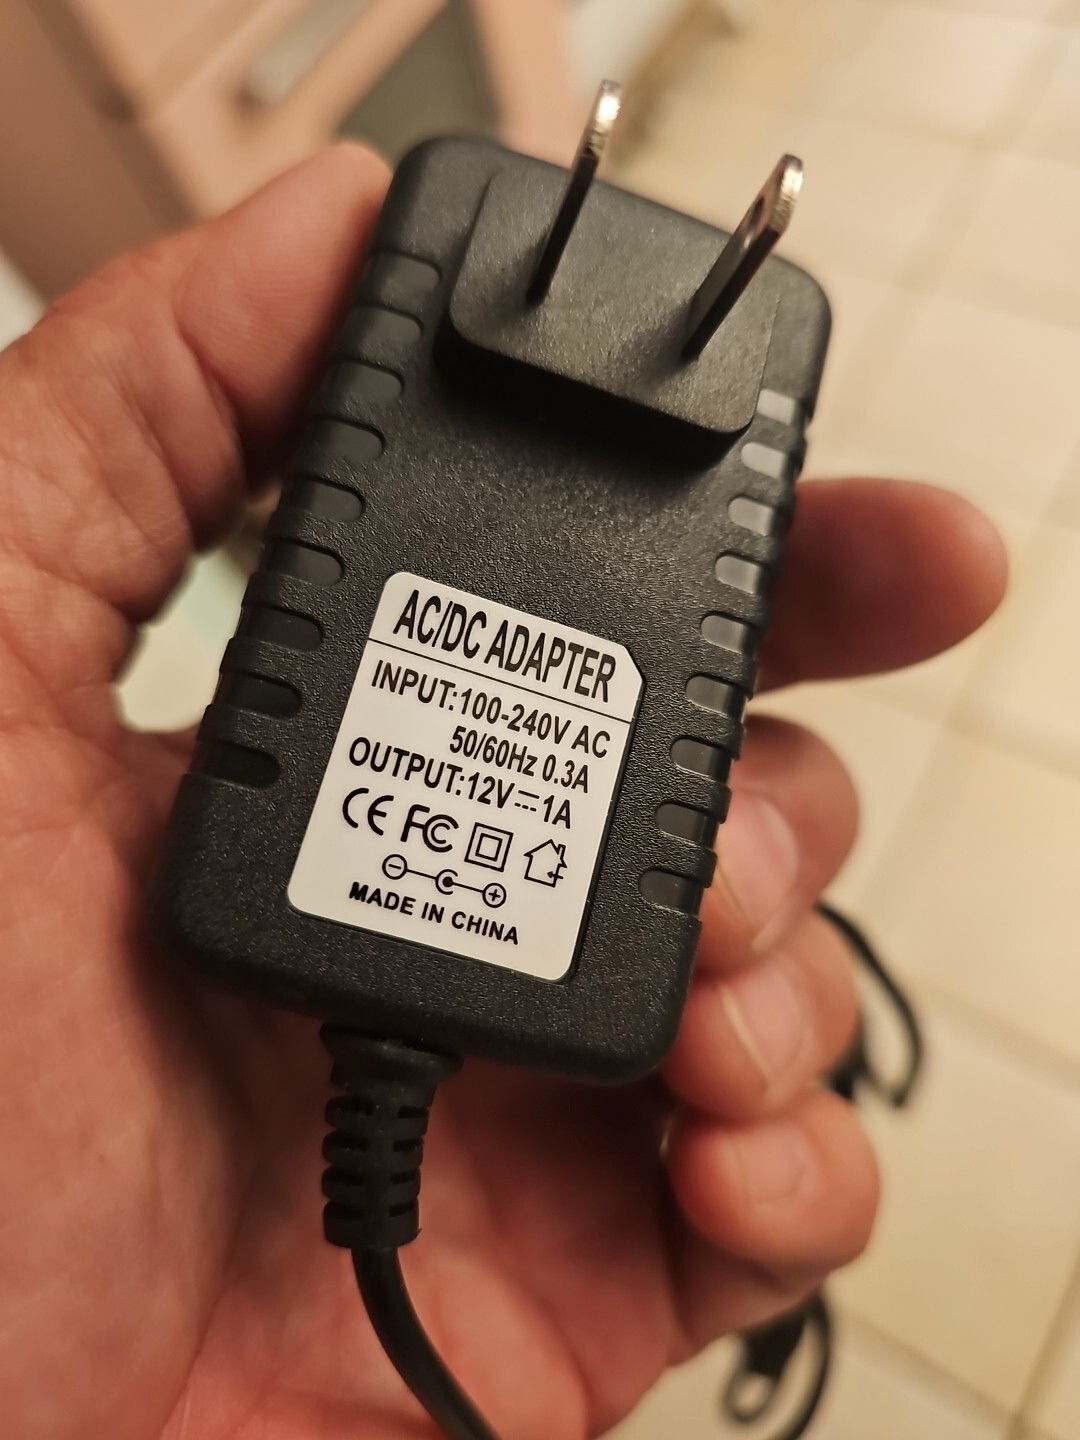 AC/DC ADAPTER
INPUT:100-240V AC
50/60Hz 0.3A
OUTPUT:12V⎓1A
CE FC
MADE IN CHINA